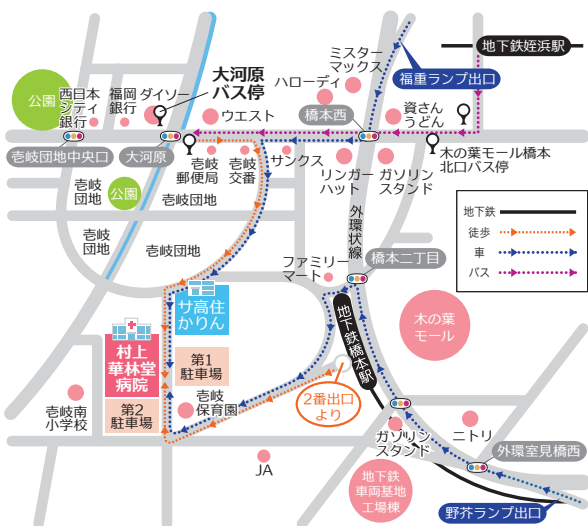 地下鉄姪浜駅
ミスター
マックス
福重ランプ出口
大河原
バス停
ハローディ
公園
西日本
シティ
銀行
福岡
銀行
ダイソー
ウエスト
橋本西
資さん
うどん
壱岐団地中央口
大河原
壱岐
郵便局
壱岐
交番
サンクス
リンガー
ハット
ガソリン
スタンド
木の葉モール橋本
北口バス停
壱岐
団地
公園
壱岐団地
外環状線
地下鉄
徒歩
車
バス
壱岐
団地
壱岐団地
橋本二丁目
ファミリー
マート
サ高住
かりん
地下鉄橋本駅
木の葉
モール
村上
華林堂
病院
第1
駐車場
壱岐南
小学校
第2
駐車場
壱岐
保育園
2番出口
より
ガソリン
スタンド
ニトリ
外環室見橋西
JA
地下鉄
車両基地
工場棟
野芥ランプ出口